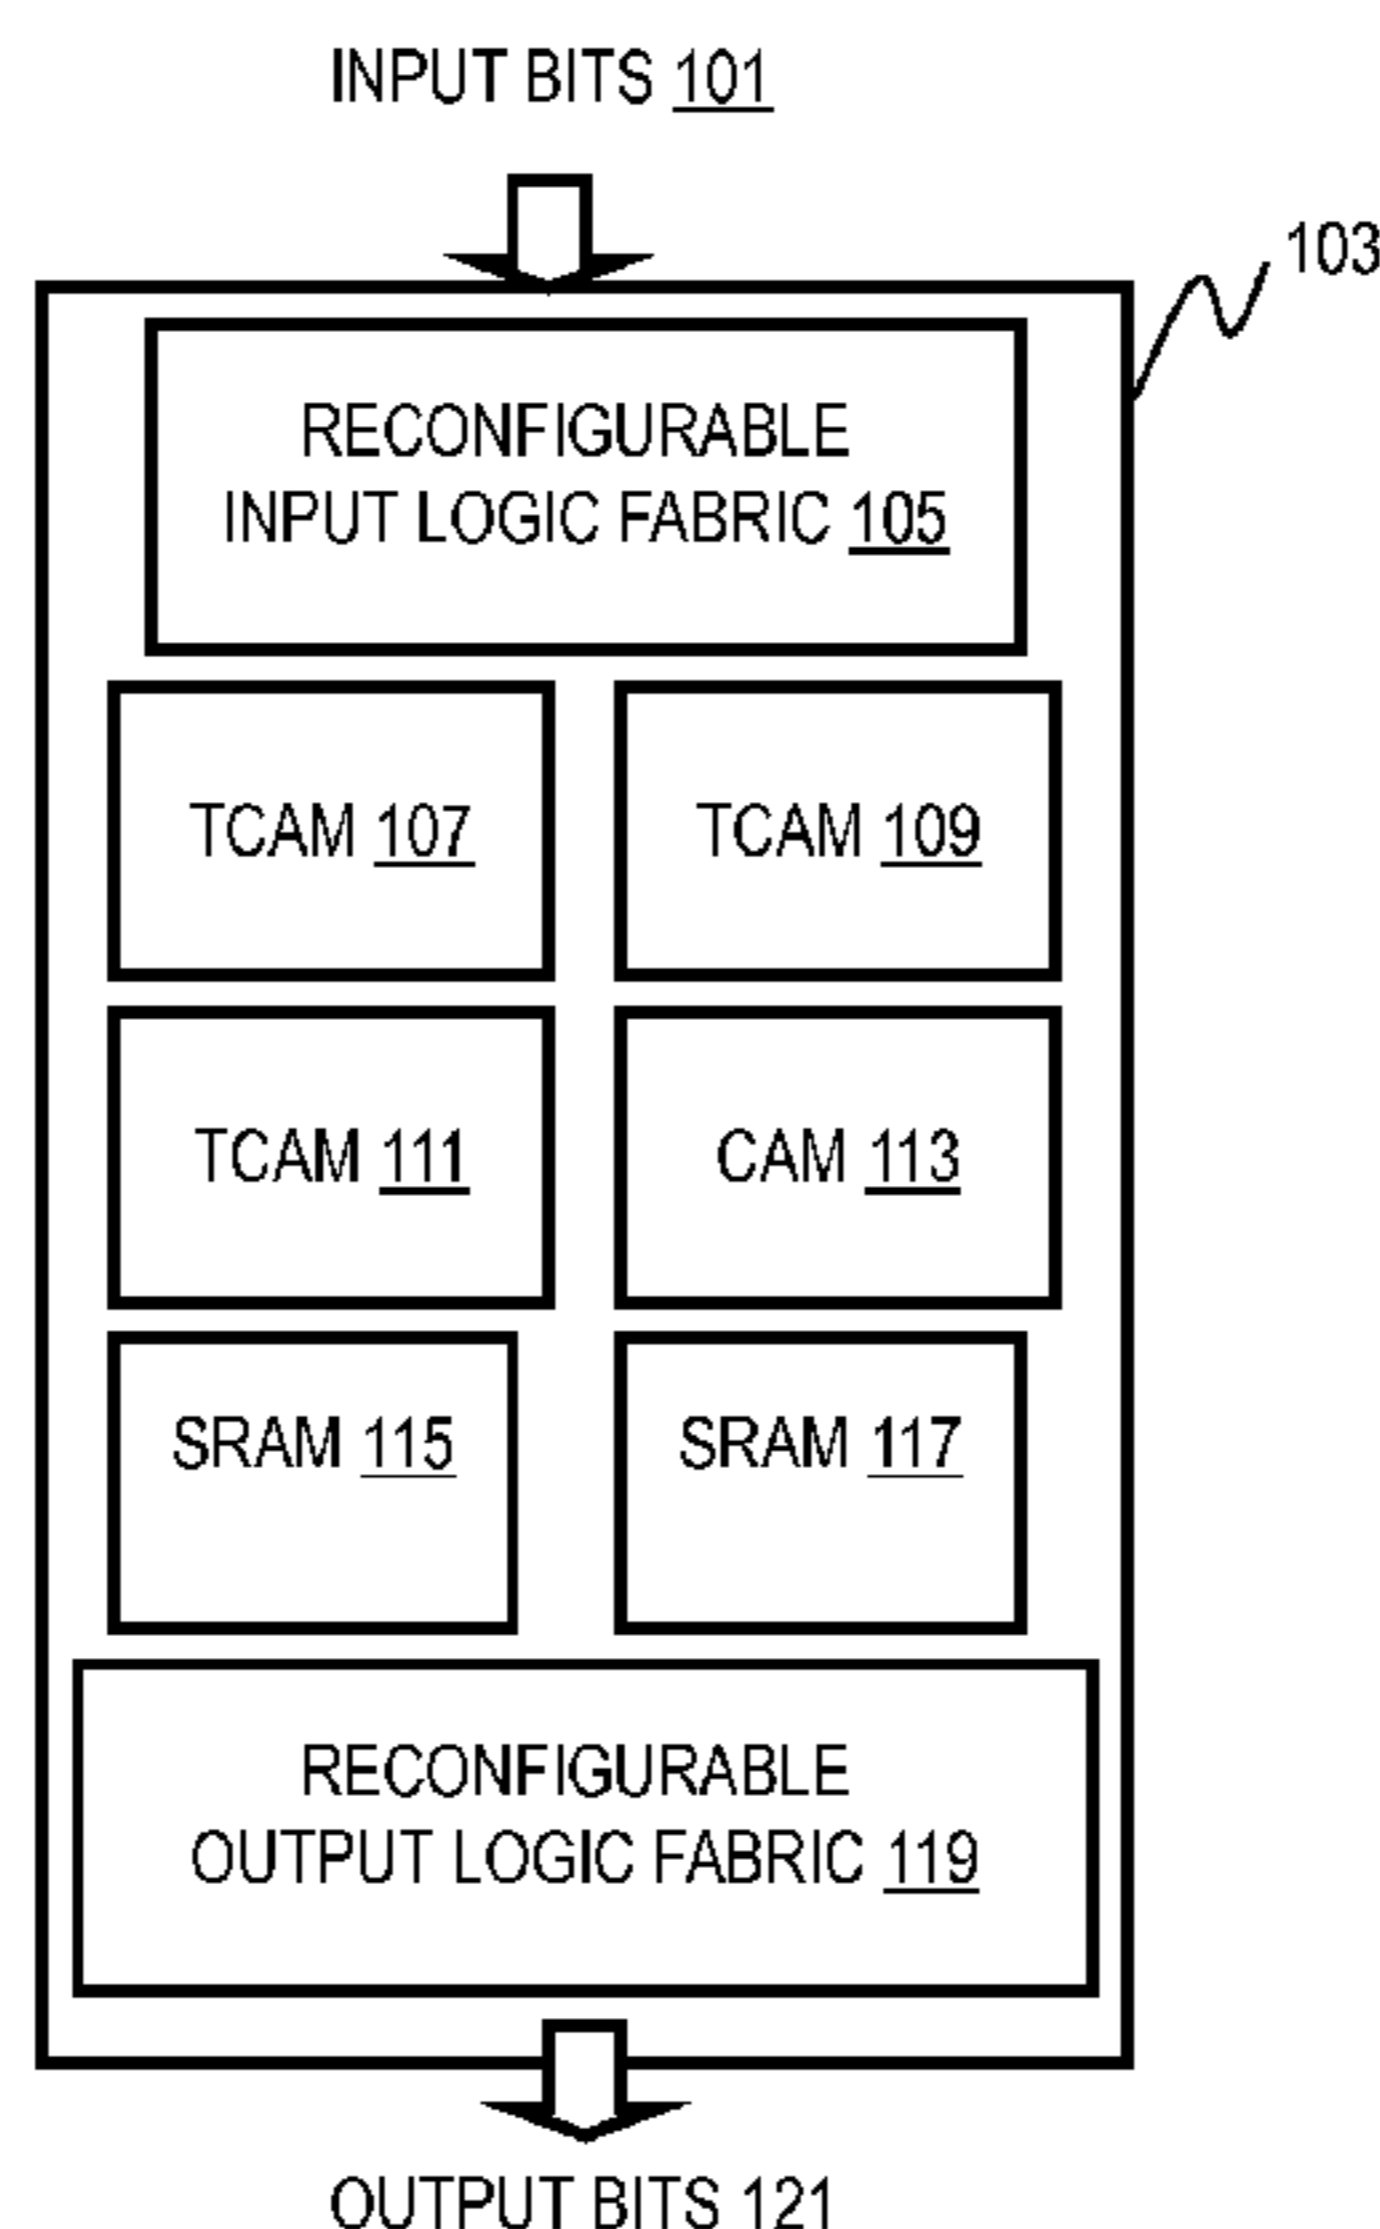 INPUT BITS 101
103
RECONFIGURABLE
INPUT LOGIC FABRIC 105
TCAM 107
TCAM 109
TCAM 111
CAM 113
SRAM 115
SRAM 117
RECONFIGURABLE
OUTPUT LOGIC FABRIC 119
OUTPUT BITS 121